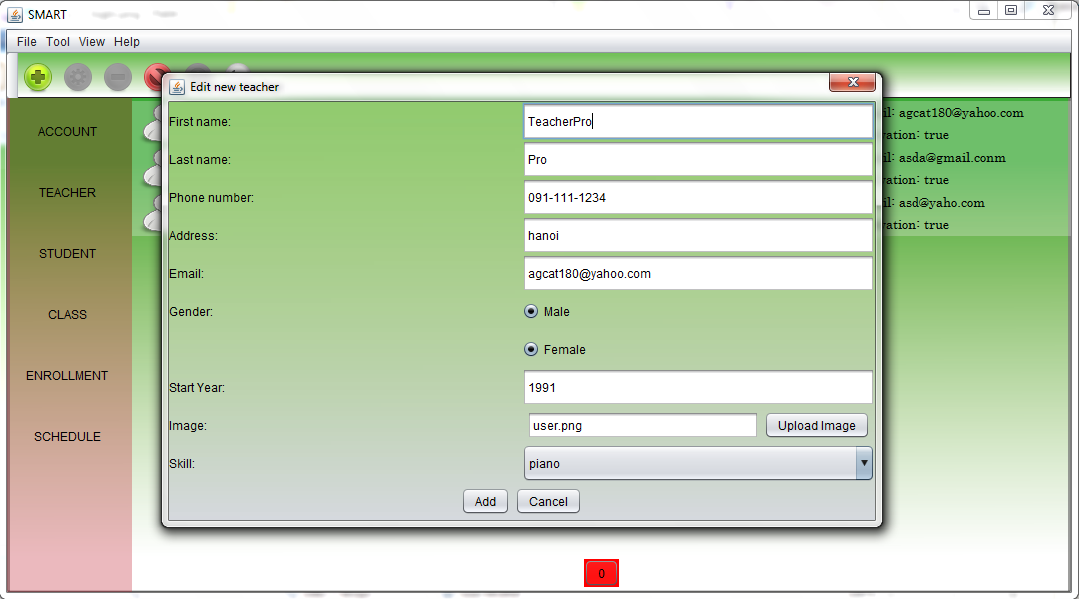 SMART
File Tool View Help
Edit new teacher
ACCOUNT
TEACHER
STUDENT
CLASS
ENROLLMENT
SCHEDULE
First name: TeacherPro
Last name: Pro
Phone number: 091-111-1234
Address: hanoi
Email: agcat180@yahoo.com
Gender: Male
Female
Start Year: 1991
Image: user.png Upload Image
Skill: piano
Add Cancel
il: agcat180@yahoo.com
ation: true
il: asda@gmail.conm
ation: true
il: asd@yaho.com
ation: true
0